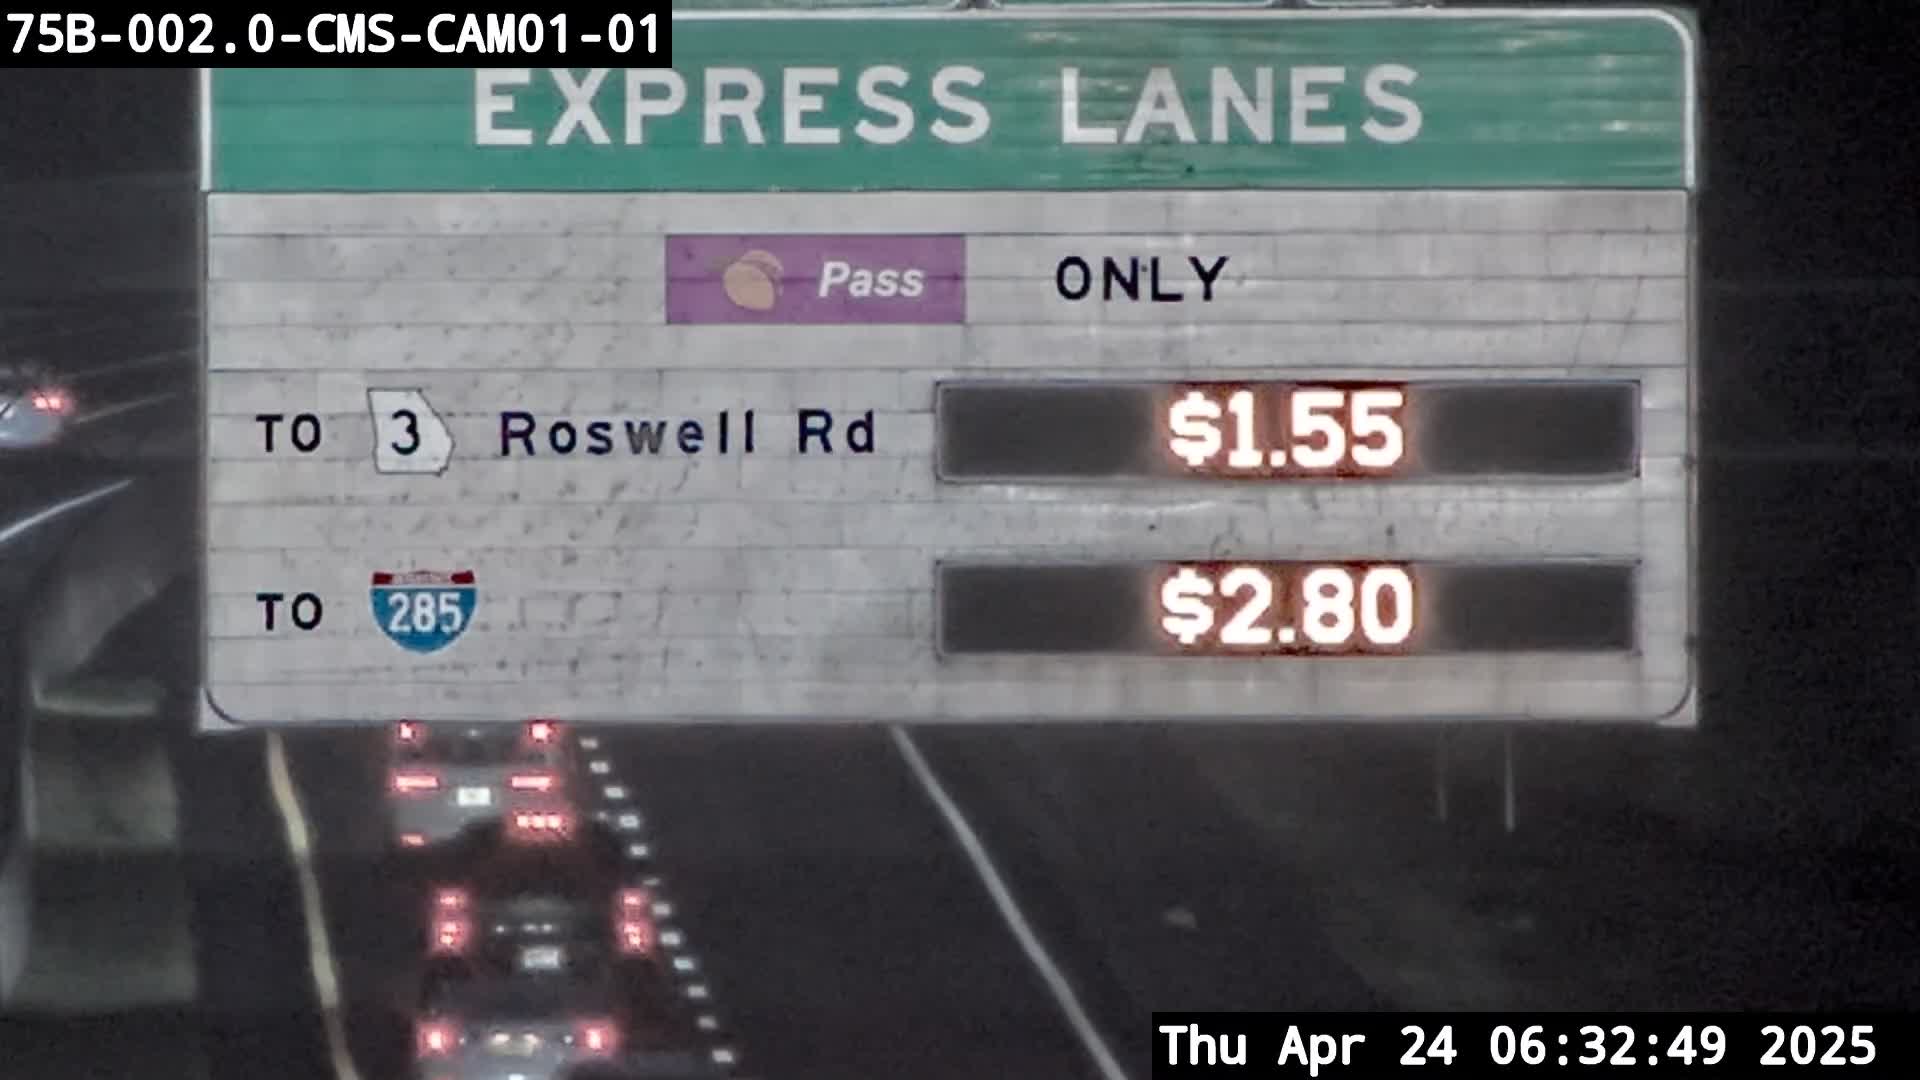 75B-002.0-CMS-CAM01-01
EXPRESS LANES
Pass ONLY
TO 3 Roswell Rd $1.55
TO 285 $2.80
Thu Apr 24 06:32:49 2025